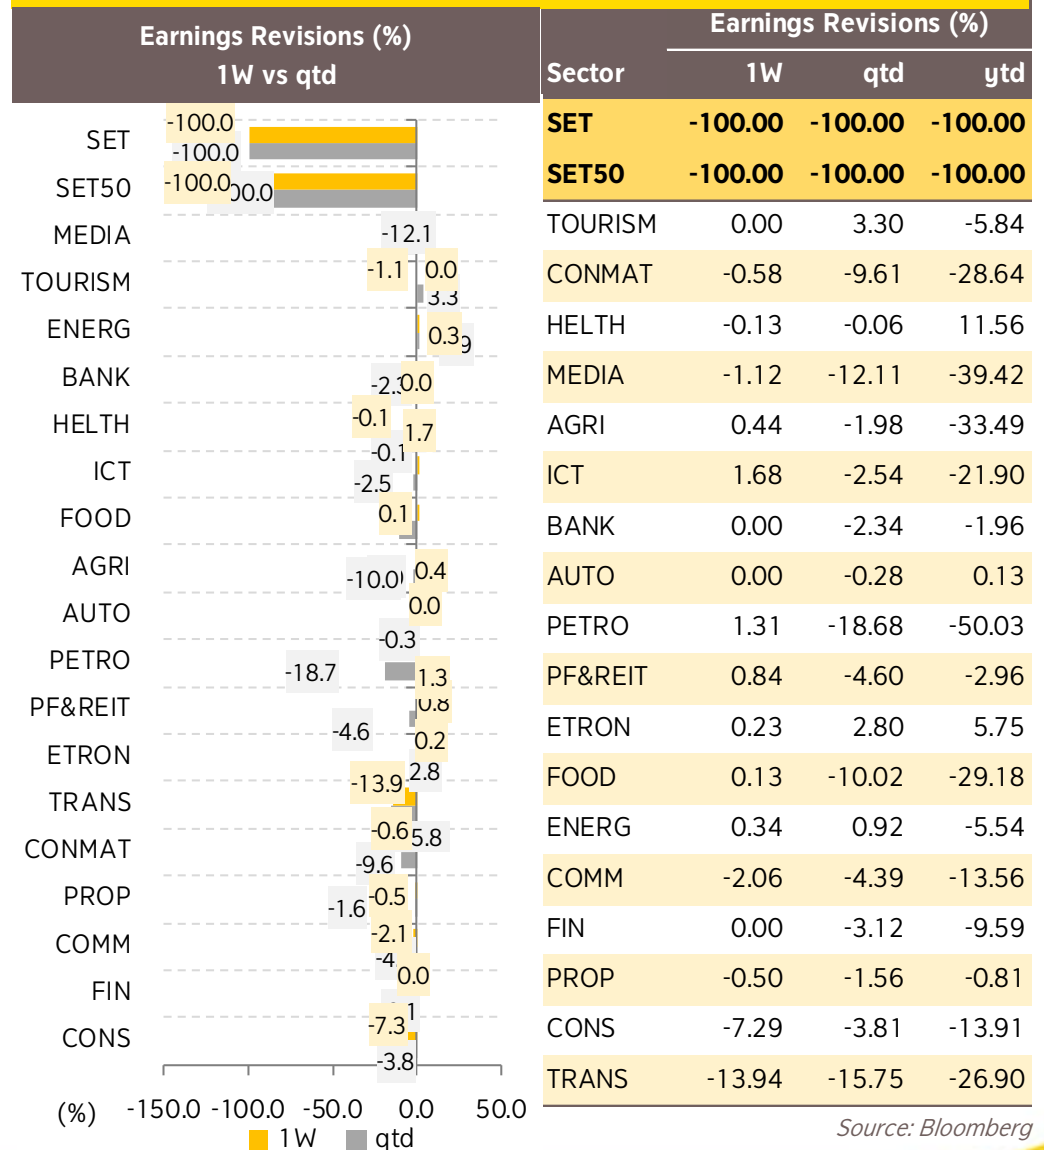 Earnings Revisions (%)
1W vs qtd
SET
-100.0
-100.0
SET50
-100.0
MEDIA
-12.1
-1.1
0.0
TOURISM
3.3
ENERG
0.3
BANK
0.0
-0.1
HELTH
1.7
-0.1
ICT
-2.5
FOOD
0.1
AGRI
-10.0
0.4
AUTO
0.0
-0.3
PETRO
-18.7
1.3
PF&REIT
0.8
-4.6
0.2
ETRON
2.8
-13.9
TRANS
-0.6
5.8
CONMAT
-9.6
PROP
-0.5
-1.6
COMM
-2.1
0.0
FIN
-7.3
CONS
-3.8
(%) -150.0 -100.0 -50.0 0.0 50.0
1W qtd
Earnings Revisions (%)
Sector 1W qtd ytd
SET -100.00 -100.00 -100.00
SET50 -100.00 -100.00 -100.00
TOURISM 0.00 3.30 -5.84
CONMAT -0.58 -9.61 -28.64
HELTH -0.13 -0.06 11.56
MEDIA -1.12 -12.11 -39.42
AGRI 0.44 -1.98 -33.49
ICT 1.68 -2.54 -21.90
BANK 0.00 -2.34 -1.96
AUTO 0.00 -0.28 0.13
PETRO 1.31 -18.68 -50.03
PF&REIT 0.84 -4.60 -2.96
ETRON 0.23 2.80 5.75
FOOD 0.13 -10.02 -29.18
ENERG 0.34 0.92 -5.54
COMM -2.06 -4.39 -13.56
FIN 0.00 -3.12 -9.59
PROP -0.50 -1.56 -0.81
CONS -7.29 -3.81 -13.91
TRANS -13.94 -15.75 -26.90
Source: Bloomberg